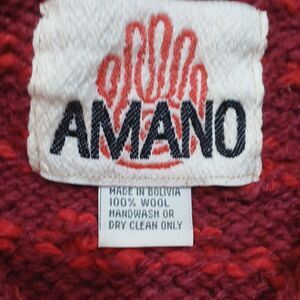 AMANO
MADE IN BOLIVIA
100% WOOL
HANDWASH OR
DRY CLEAN ONLY